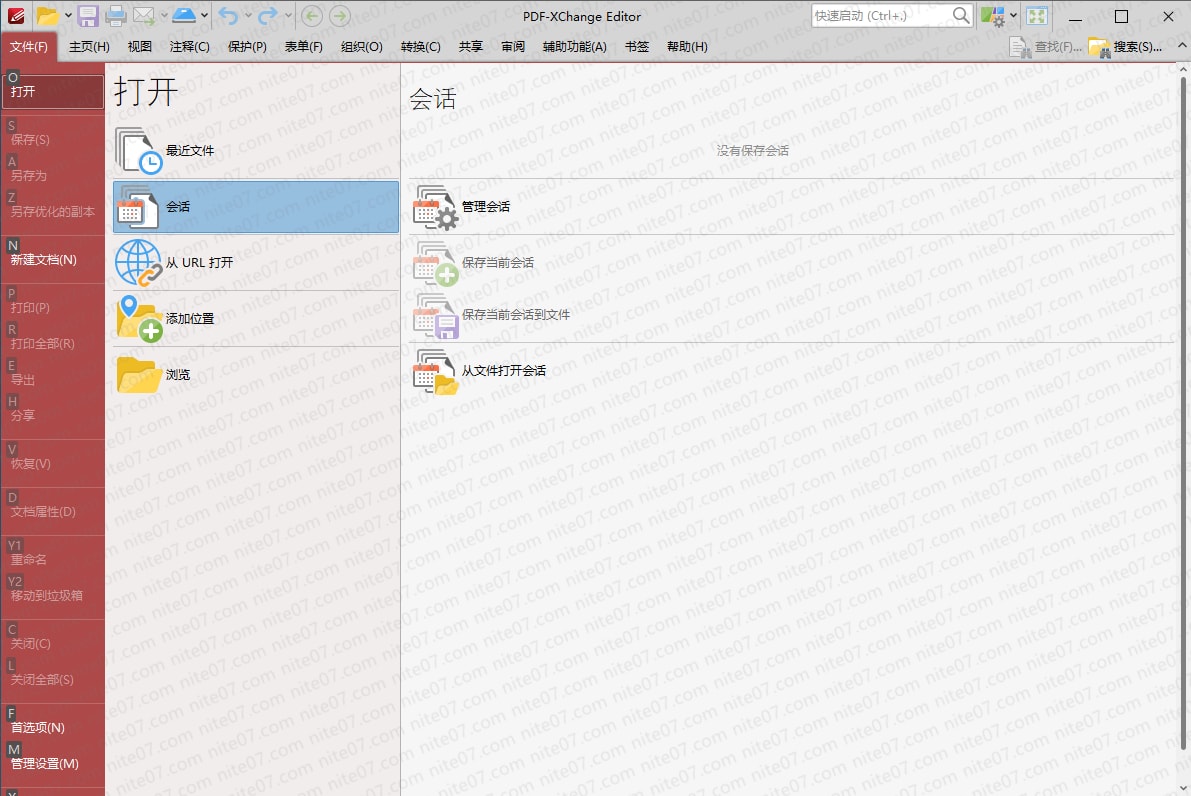 PDF-XChange Editor
快速启动 (Ctrl+.)
文件(F) 主页(H) 视图 注释(C) 保护(P) 表单(F) 组织(O) 转换(C) 共享 审阅 辅助功能(A) 书签 帮助(H) 查找(F)... 搜索(S)...
O
打开
S
保存(S)
A
另存为
Z
另存优化的副本
N
新建文档(N)
P
打印(P)
R
打印全部(R)
E
导出
H
分享
V
恢复(V)
D
文档属性(D)
Y1
重命名
Y2
移动到垃圾箱
C
关闭(C)
L
关闭全部(S)
F
首选项(N)
M
管理设置(M)
打开
最近文件
会话
从 URL 打开
添加位置
浏览
会话
没有保存会话
管理会话
保存当前会话
保存当前会话到文件
从文件打开会话
nite07.com